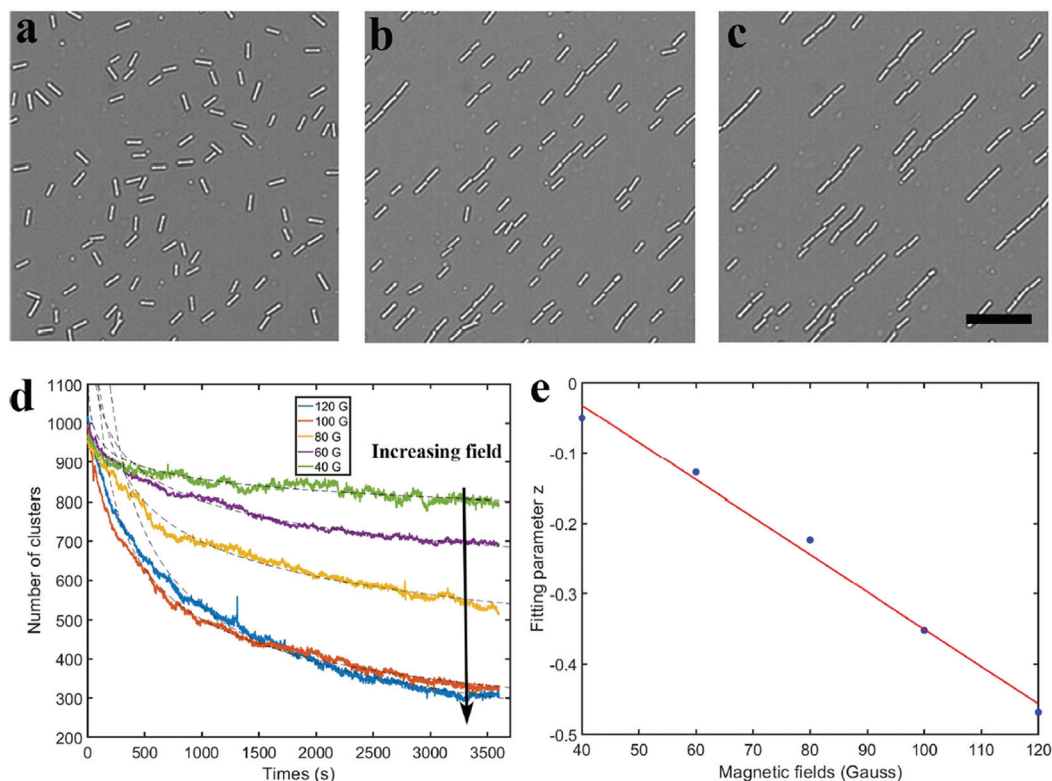 a
b
c
d
1100
1000
900
800
700
600
500
400
300
200
Number of clusters
0
500
1000
1500
2000
2500
3000
3500
Times (s)
120 G
100 G
80 G
60 G
40 G
Increasing field
e
0
-0.1
-0.2
-0.3
-0.4
-0.5
Fitting parameter z
40
50
60
70
80
90
100
110
120
Magnetic fields (Gauss)